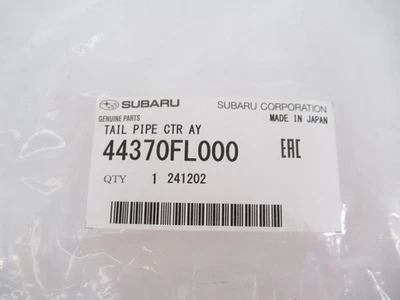 SUBARU SUBARU CORPORATION
GENUINE PARTS MADE IN JAPAN
TAIL PIPE CTR AY
44370FL000 EAC
QTY 1 241202